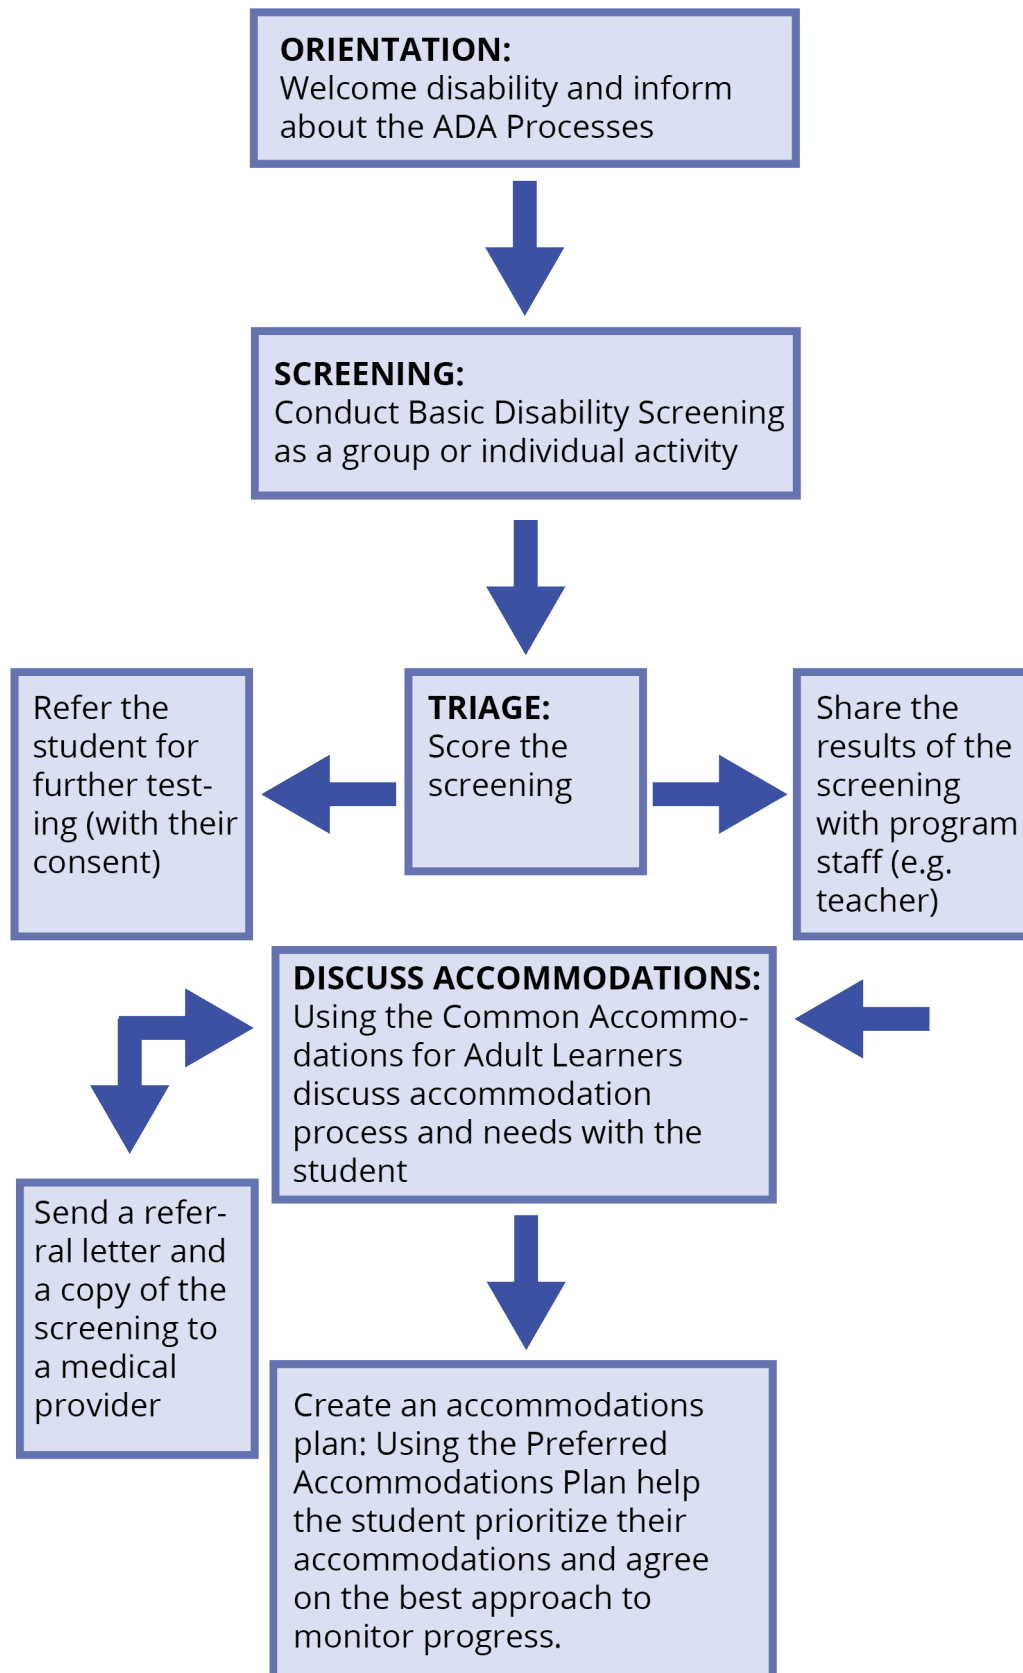 ORIENTATION:
Welcome disability and inform
about the ADA Processes
SCREENING:
Conduct Basic Disability Screening
as a group or individual activity
Refer the
student for
further test-
ing (with their
consent)
TRIAGE:
Score the
screening
Share the
results of the
screening
with program
staff (e.g.
teacher)
DISCUSS ACCOMMODATIONS:
Using the Common Accommo-
dations for Adult Learners
discuss accommodation
process and needs with the
student
Send a refer-
ral letter and
a copy of the
screening to
a medical
provider
Create an accommodations
plan: Using the Preferred
Accommodations Plan help
the student prioritize their
accommodations and agree
on the best approach to
monitor progress.